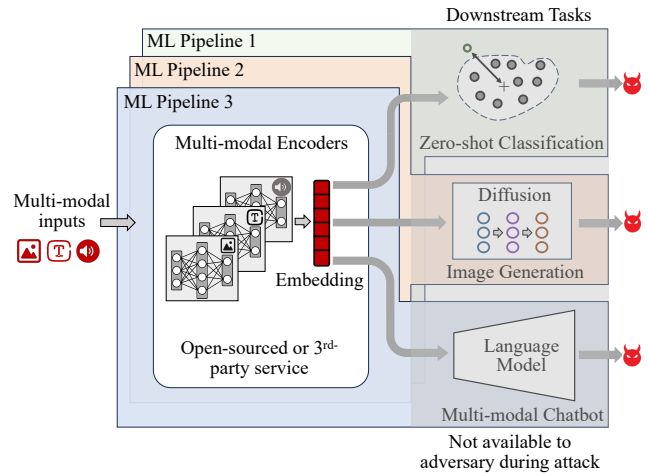 Downstream Tasks
ML Pipeline 1
ML Pipeline 2
ML Pipeline 3
Zero-shot Classification
Multi-modal Encoders
Multi-modal
inputs
T
T
Embedding
Diffusion
Image Generation
Open-sourced or 3rd-
party service
Language
Model
Multi-modal Chatbot
Not available to
adversary during attack